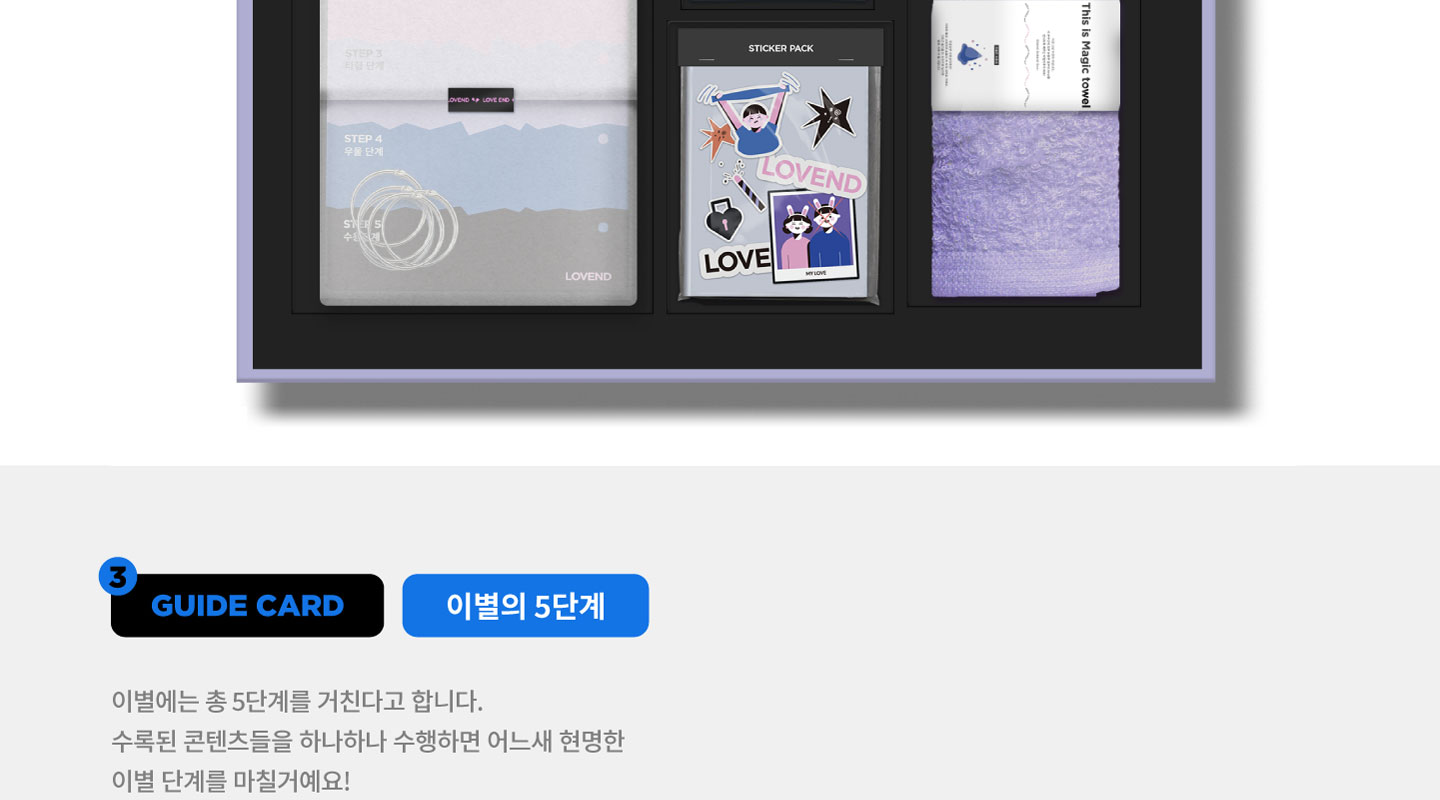 STEP 3
타협 단계
LOVEND LOVE END
STEP 4
우울 단계
STEP 5
LOVEND
STICKER PACK
LOVEND
LOVE
MY LOVE
This is Magic towel
3
GUIDE CARD
이별의 5단계
이별에는 총 5단계를 거친다고 합니다.
수록된 콘텐츠들을 하나하나 수행하면 어느새 현명한
이별 단계를 마칠거예요!